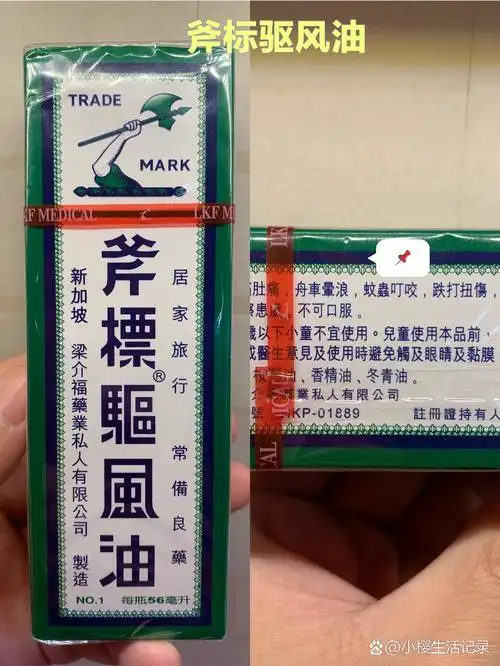 斧标驱风油
TRADE
MARK
LKF MEDICAL
LKF M
斧標驅風油®
居家旅行 常備良藥
新加坡 梁介福藥業私人有限公司 製造
NO.1 每瓶56毫升
肚痛，舟車暈浪，蚊蟲叮咬，跌打扭傷，
患處，不可口服。
歲以下小童不宜使用。兒童使用本品前，
或醫生意見及使用時避免觸及眼睛及黏膜
油、香精油、冬青油。
業私人有限公司
KP-01889 註冊證持有人
LK
ICAL
小樱生活记录